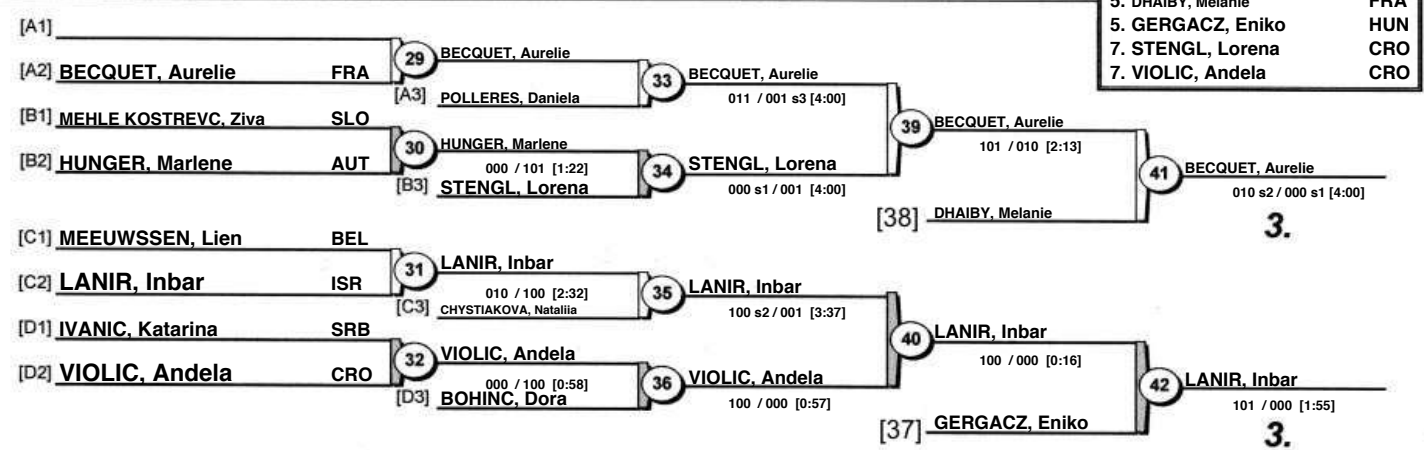 5. DHAIBY, Melanie FRA
5. GERGACZ, Eniko HUN
7. STENGL, Lorena CRO
7. VIOLIC, Andela CRO
[A1]
29 BECQUET, Aurelie
[A2] BECQUET, Aurelie FRA
33 BECQUET, Aurelie
[A3] POLLERES, Daniela
011 / 001 s3 [4:00]
[B1] MEHLE KOSTREVC, Ziva SLO
39 BECQUET, Aurelie
30 HUNGER, Marlene
101 / 010 [2:13]
[B2] HUNGER, Marlene AUT
000 / 101 [1:22]
34 STENGL, Lorena
41 BECQUET, Aurelie
[B3] STENGL, Lorena
000 s1 / 001 [4:00]
010 s2 / 000 s1 [4:00]
[38] DHAIBY, Melanie
3.
[C1] MEEUWSSEN, Lien BEL
31 LANIR, Inbar
[C2] LANIR, Inbar ISR
010 / 100 [2:32]
35 LANIR, Inbar
[C3] CHYSTIAKOVA, Nataliia
100 s2 / 001 [3:37]
[D1] IVANIC, Katarina SRB
40 LANIR, Inbar
32 VIOLIC, Andela
100 / 000 [0:16]
[D2] VIOLIC, Andela CRO
000 / 100 [0:58]
36 VIOLIC, Andela
42 LANIR, Inbar
[D3] BOHINC, Dora
100 / 000 [0:57]
101 / 000 [1:55]
[37] GERGACZ, Eniko
3.